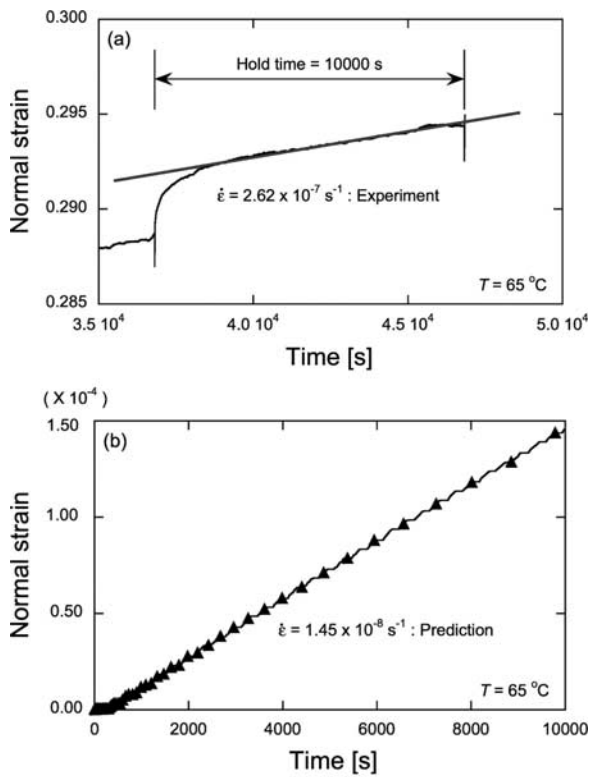 0.300
(a)
Hold time = 10000 s
0.295
Normal strain
0.290
ε̇ = 2.62 x 10⁻⁷ s⁻¹ : Experiment
T = 65 °C
0.285
3.5 10⁴ 4.0 10⁴ 4.5 10⁴ 5.0 10⁴
Time [s]
( X 10⁻⁴)
1.50
(b)
1.00
Normal strain
0.50
ε̇ = 1.45 x 10⁻⁸ s⁻¹ : Prediction
T = 65 °C
0.00
0 2000 4000 6000 8000 10000
Time [s]